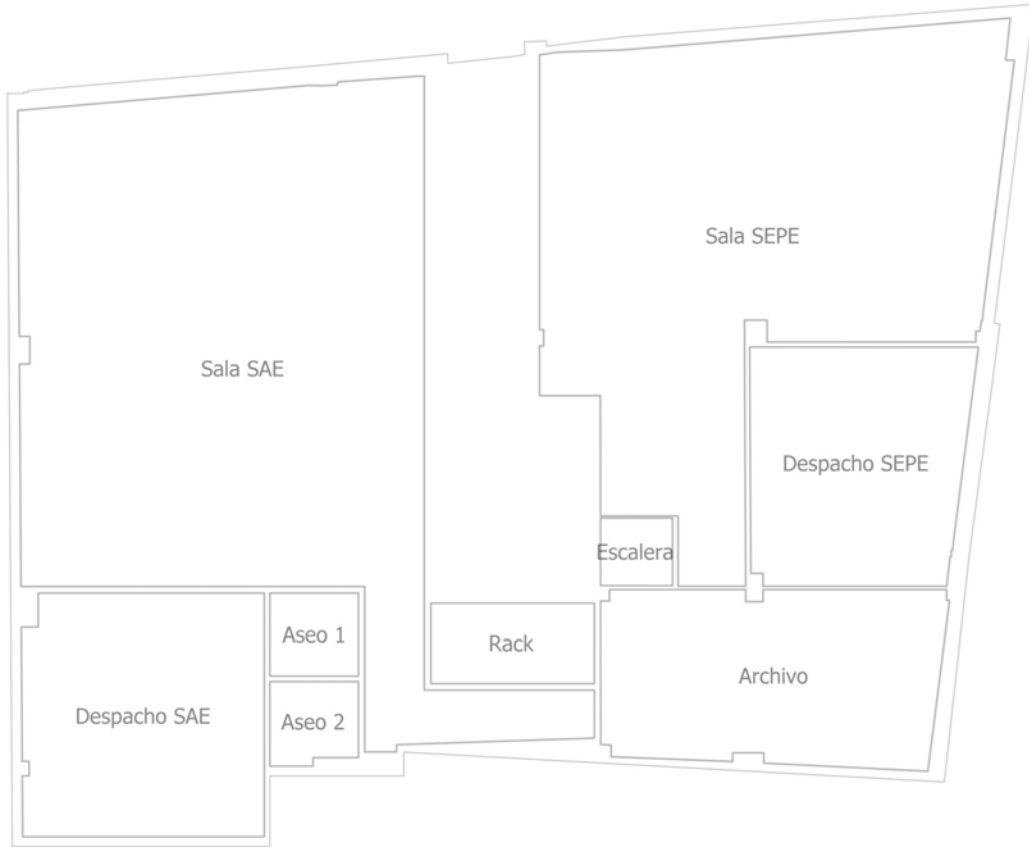 Sala SEPE
Sala SAE
Despacho SEPE
Escalera
Aseo 1
Rack
Archivo
Despacho SAE
Aseo 2